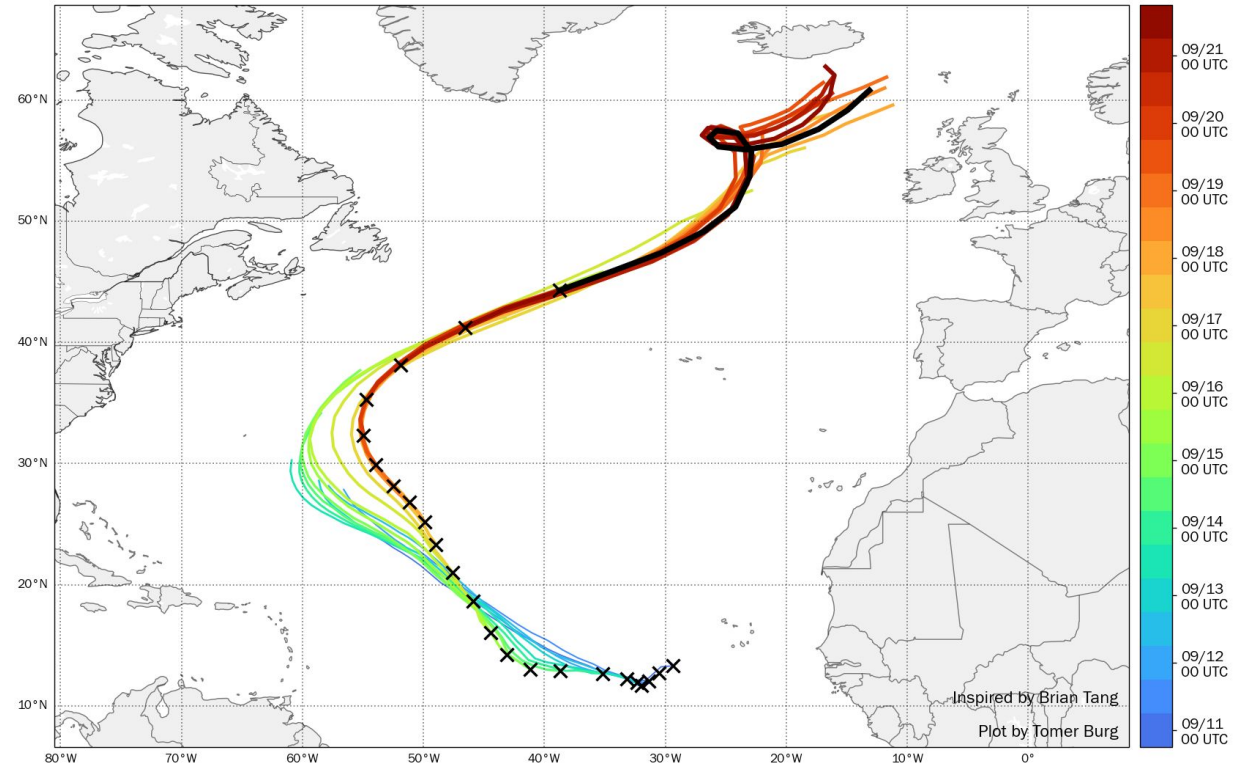 60°N
50°N
40°N
30°N
20°N
10°N
80°W
70°W
60°W
50°W
40°W
30°W
20°W
10°W
0°
Inspired by Brian Tang
Plot by Tomer Burg
09/21
00 UTC
09/20
00 UTC
09/19
00 UTC
09/18
00 UTC
09/17
00 UTC
09/16
00 UTC
09/15
00 UTC
09/14
00 UTC
09/13
00 UTC
09/12
00 UTC
09/11
00 UTC